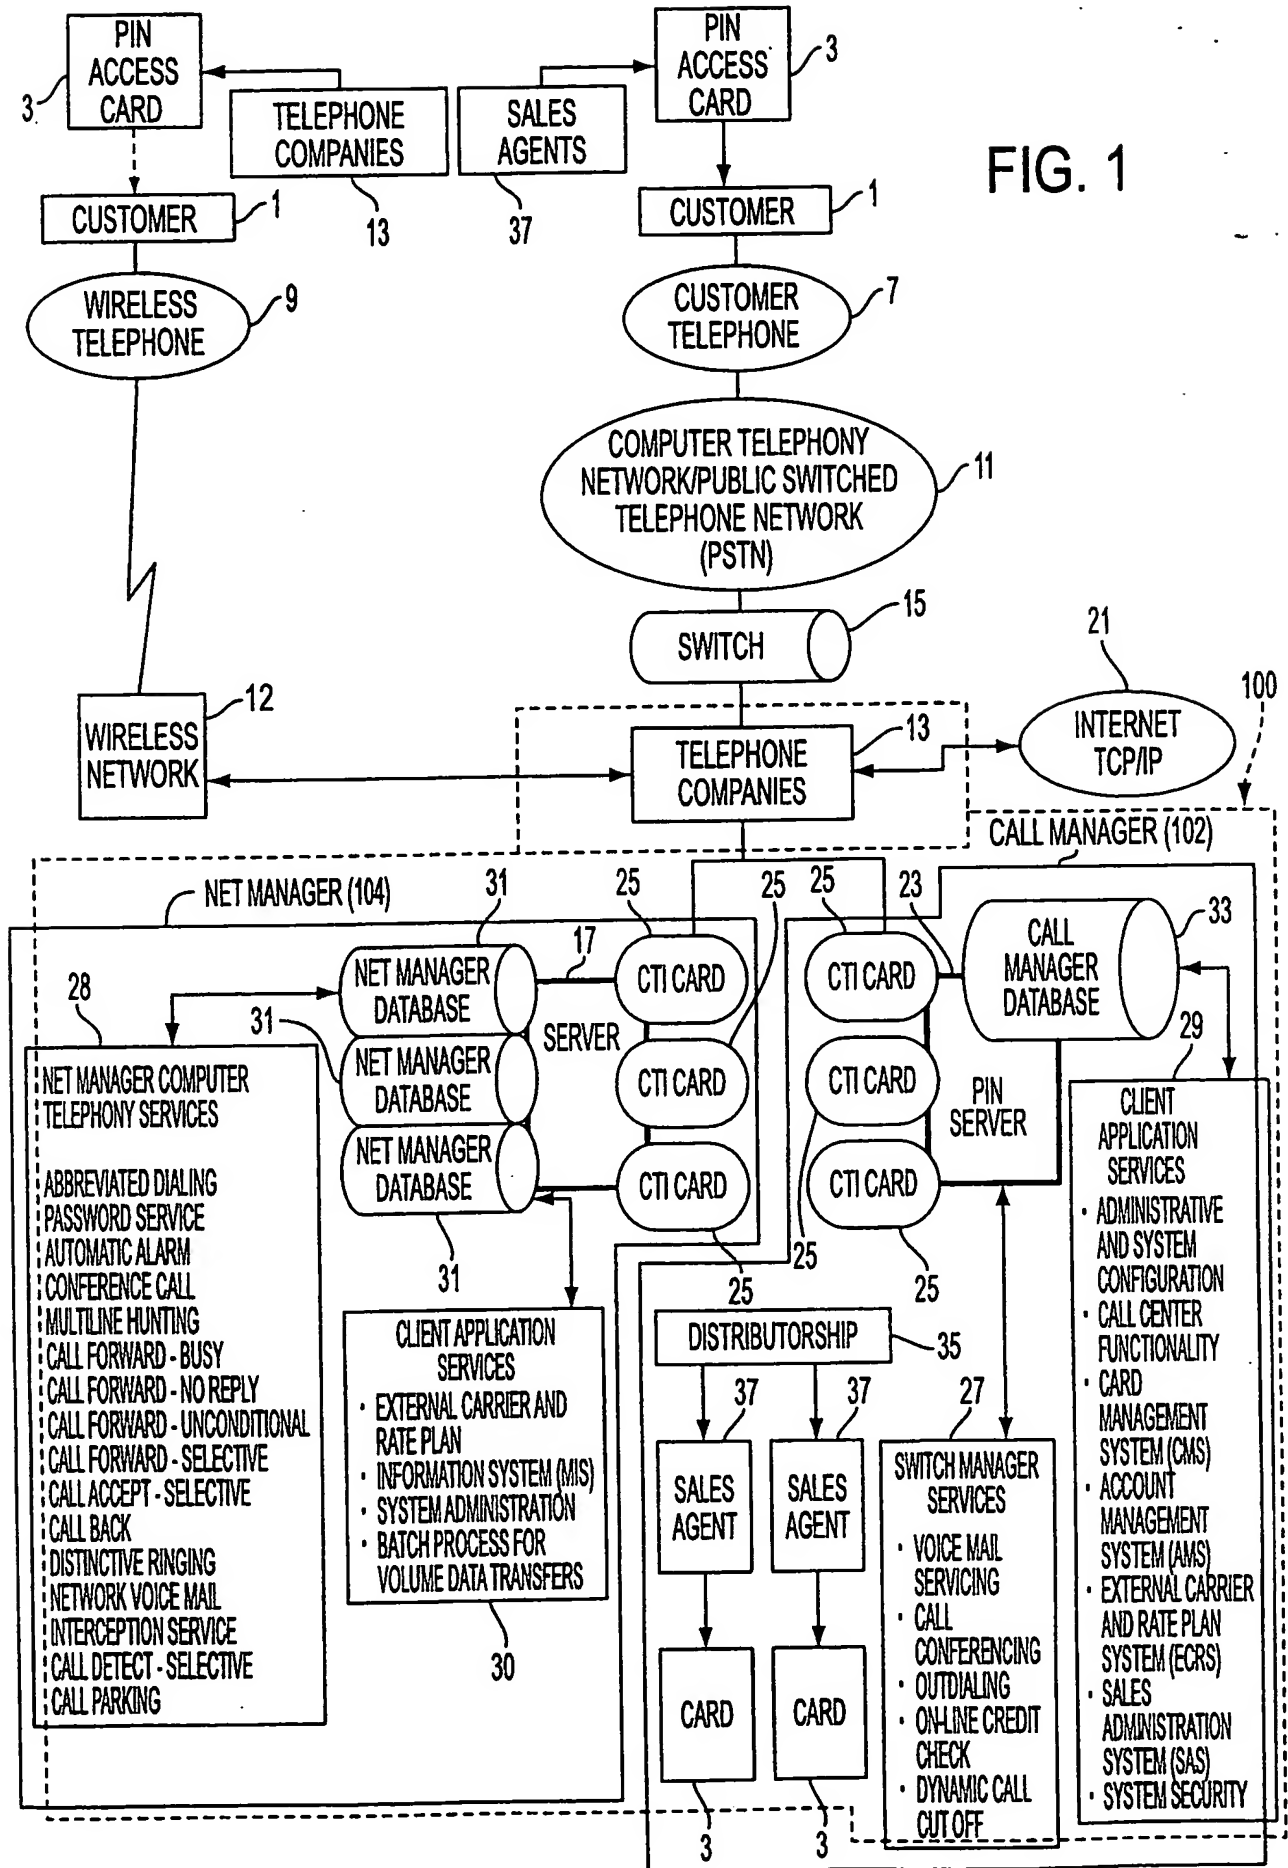 FIG. 1
PIN
ACCESS
CARD
3
TELEPHONE
COMPANIES
13
SALES
AGENTS
37
PIN
ACCESS
CARD
3
CUSTOMER
1
CUSTOMER
1
WIRELESS
TELEPHONE
9
CUSTOMER
TELEPHONE
7
COMPUTER TELEPHONY
NETWORK/PUBLIC SWITCHED
TELEPHONE NETWORK
(PSTN)
11
SWITCH
15
WIRELESS
NETWORK
12
TELEPHONE
COMPANIES
13
INTERNET
TCP/IP
21
100
NET MANAGER (104)
CALL MANAGER (102)
28
31
NET MANAGER
DATABASE
31
NET MANAGER
DATABASE
NET MANAGER
DATABASE
31
17
SERVER
25
CTI CARD
25
CTI CARD
CTI CARD
25
25
CTI CARD
CTI CARD
25
CTI CARD
25
23
PIN
SERVER
CALL
MANAGER
DATABASE
33
NET MANAGER COMPUTER
TELEPHONY SERVICES
ABBREVIATED DIALING
PASSWORD SERVICE
AUTOMATIC ALARM
CONFERENCE CALL
MULTILINE HUNTING
CALL FORWARD - BUSY
CALL FORWARD - NO REPLY
CALL FORWARD - UNCONDITIONAL
CALL FORWARD - SELECTIVE
CALL ACCEPT - SELECTIVE
CALL BACK
DISTINCTIVE RINGING
NETWORK VOICE MAIL
INTERCEPTION SERVICE
CALL DETECT - SELECTIVE
CALL PARKING
CLIENT APPLICATION
SERVICES
• EXTERNAL CARRIER AND
RATE PLAN
• INFORMATION SYSTEM (MIS)
• SYSTEM ADMINISTRATION
• BATCH PROCESS FOR
VOLUME DATA TRANSFERS
30
DISTRIBUTORSHIP
35
37
SALES
AGENT
37
SALES
AGENT
CARD
3
CARD
3
27
SWITCH MANAGER
SERVICES
• VOICE MAIL
SERVICING
• CALL
CONFERENCING
• OUTDIALING
• ON-LINE CREDIT
CHECK
• DYNAMIC CALL
CUT OFF
29
CLIENT
APPLICATION
SERVICES
• ADMINISTRATIVE
AND SYSTEM
CONFIGURATION
• CALL CENTER
FUNCTIONALITY
• CARD
MANAGEMENT
SYSTEM (CMS)
• ACCOUNT
MANAGEMENT
SYSTEM (AMS)
• EXTERNAL CARRIER
AND RATE PLAN
SYSTEM (ECRS)
• SALES
ADMINISTRATION
SYSTEM (SAS)
• SYSTEM SECURITY